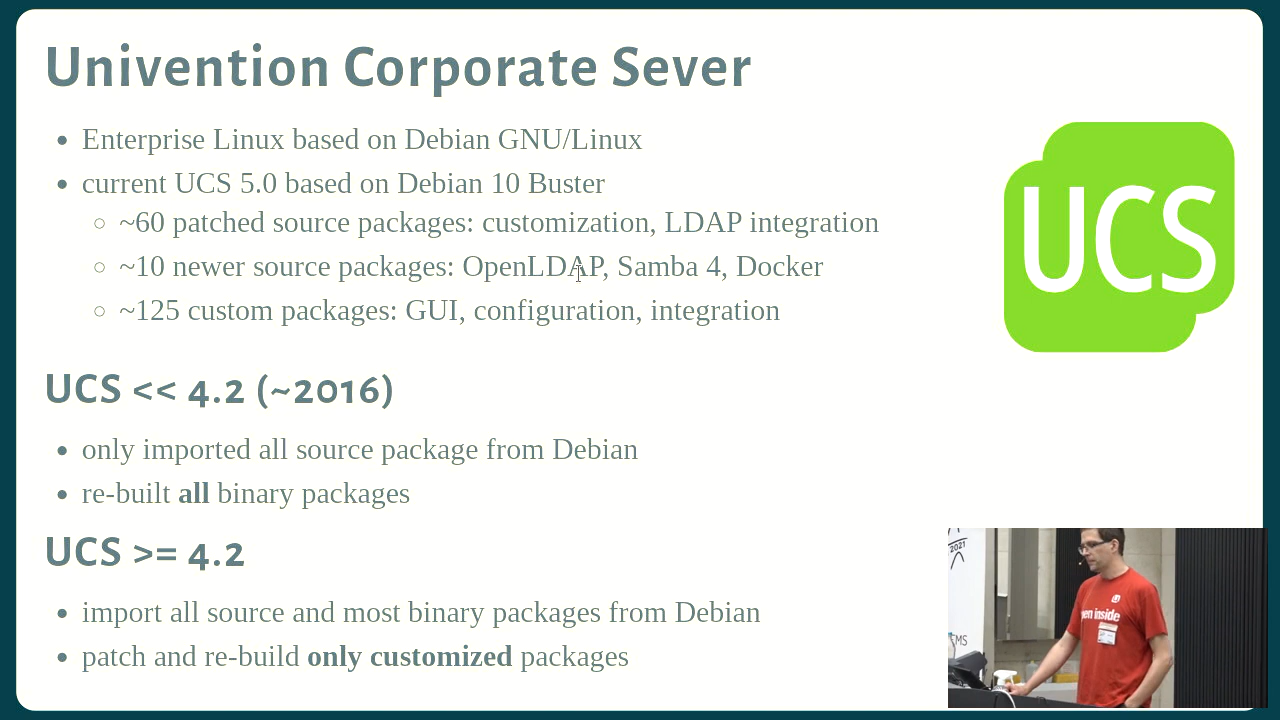 Univention Corporate Sever
Enterprise Linux based on Debian GNU/Linux
current UCS 5.0 based on Debian 10 Buster
~60 patched source packages: customization, LDAP integration
~10 newer source packages: OpenLDAP, Samba 4, Docker
~125 custom packages: GUI, configuration, integration
UCS
UCS << 4.2 (~2016)
only imported all source package from Debian
re-built all binary packages
UCS >= 4.2
import all source and most binary packages from Debian
patch and re-build only customized packages
2021
inside